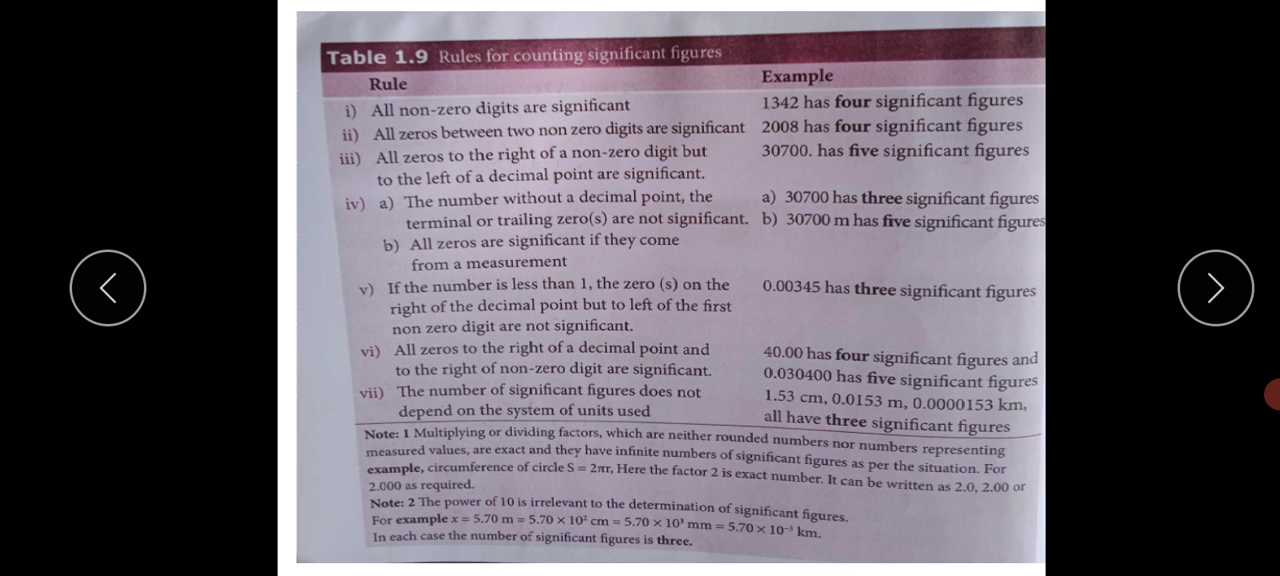 Table 1.9 Rules for counting significant figures
Rule Example
i) All non-zero digits are significant 1342 has four significant figures
ii) All zeros between two non zero digits are significant 2008 has four significant figures
iii) All zeros to the right of a non-zero digit but 30700. has five significant figures
to the left of a decimal point are significant.
iv) a) The number without a decimal point, the a) 30700 has three significant figures
terminal or trailing zero(s) are not significant. b) 30700 m has five significant figures
b) All zeros are significant if they come
from a measurement
v) If the number is less than 1, the zero (s) on the 0.00345 has three significant figures
right of the decimal point but to left of the first
non zero digit are not significant.
vi) All zeros to the right of a decimal point and 40.00 has four significant figures and
to the right of non-zero digit are significant. 0.030400 has five significant figures
vii) The number of significant figures does not 1.53 cm, 0.0153 m, 0.0000153 km,
depend on the system of units used all have three significant figures
Note: 1 Multiplying or dividing factors, which are neither rounded numbers nor numbers representing
measured values, are exact and they have infinite numbers of significant figures as per the situation. For
example, circumference of circle S = 2πr, Here the factor 2 is exact number. It can be written as 2.0, 2.00 or
2.000 as required.
Note: 2 The power of 10 is irrelevant to the determination of significant figures.
For example x = 5.70 m = 5.70 × 10² cm = 5.70 × 10³ mm = 5.70 × 10⁻³ km.
In each case the number of significant figures is three.